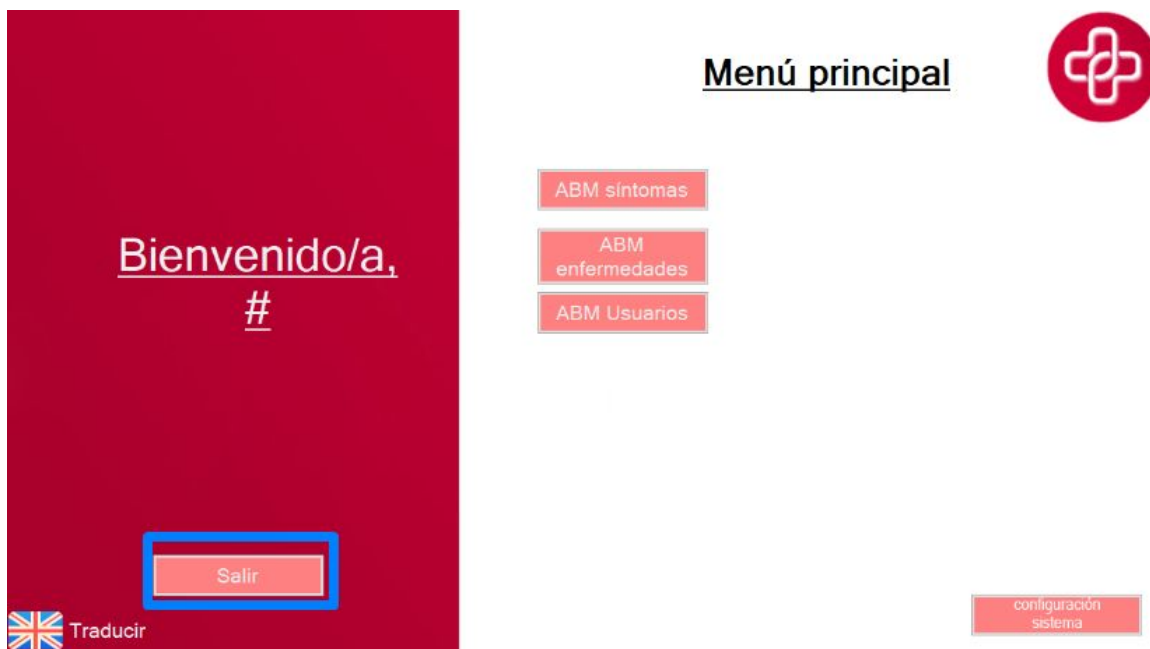 Menú principal
ABM síntomas
ABM
enfermedades
ABM Usuarios
Bienvenido/a,
#
Salir
Traducir
configuración
sistema